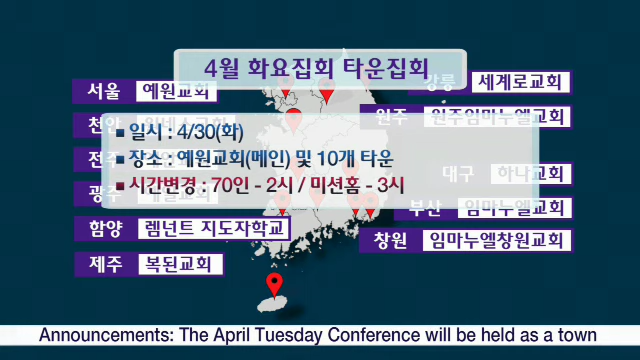 4월 화요집회 타운집회
서울 예원교회
강릉 세계로교회
천안
원주 원주임마누엘교회
■ 일시 : 4/30(화)
■ 장소 : 예원교회(메인) 및 10개 타운
전주
대구 하나교회
■ 시간변경 : 70인 - 2시 / 미션홈 - 3시
광주
부산 임마누엘교회
함양 렘넌트 지도자학교
창원 임마누엘창원교회
제주 복된교회
Announcements: The April Tuesday Conference will be held as a town